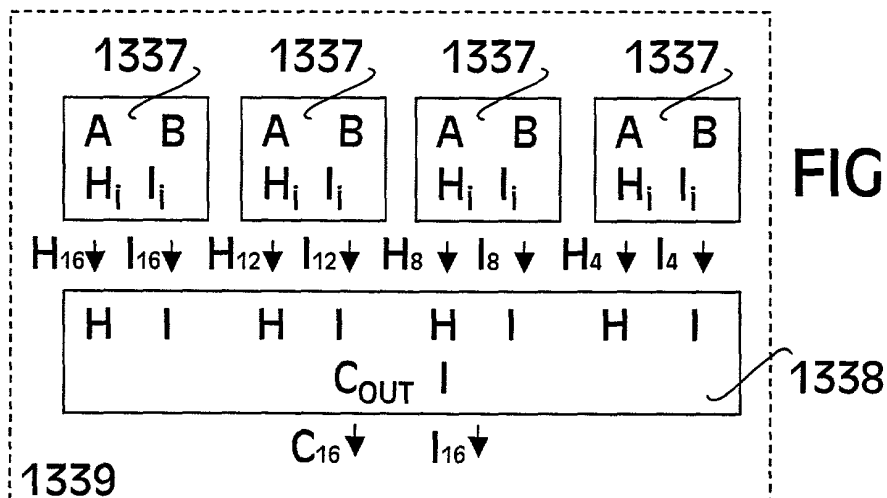 1337 1337 1337 1337
A B A B A B A B
Hi Ii Hi Ii Hi Ii Hi Ii
FIG
H16 I16 H12 I12 H8 I8 H4 I4
H I H I H I H I
COUT I
1338
C16 I16
1339